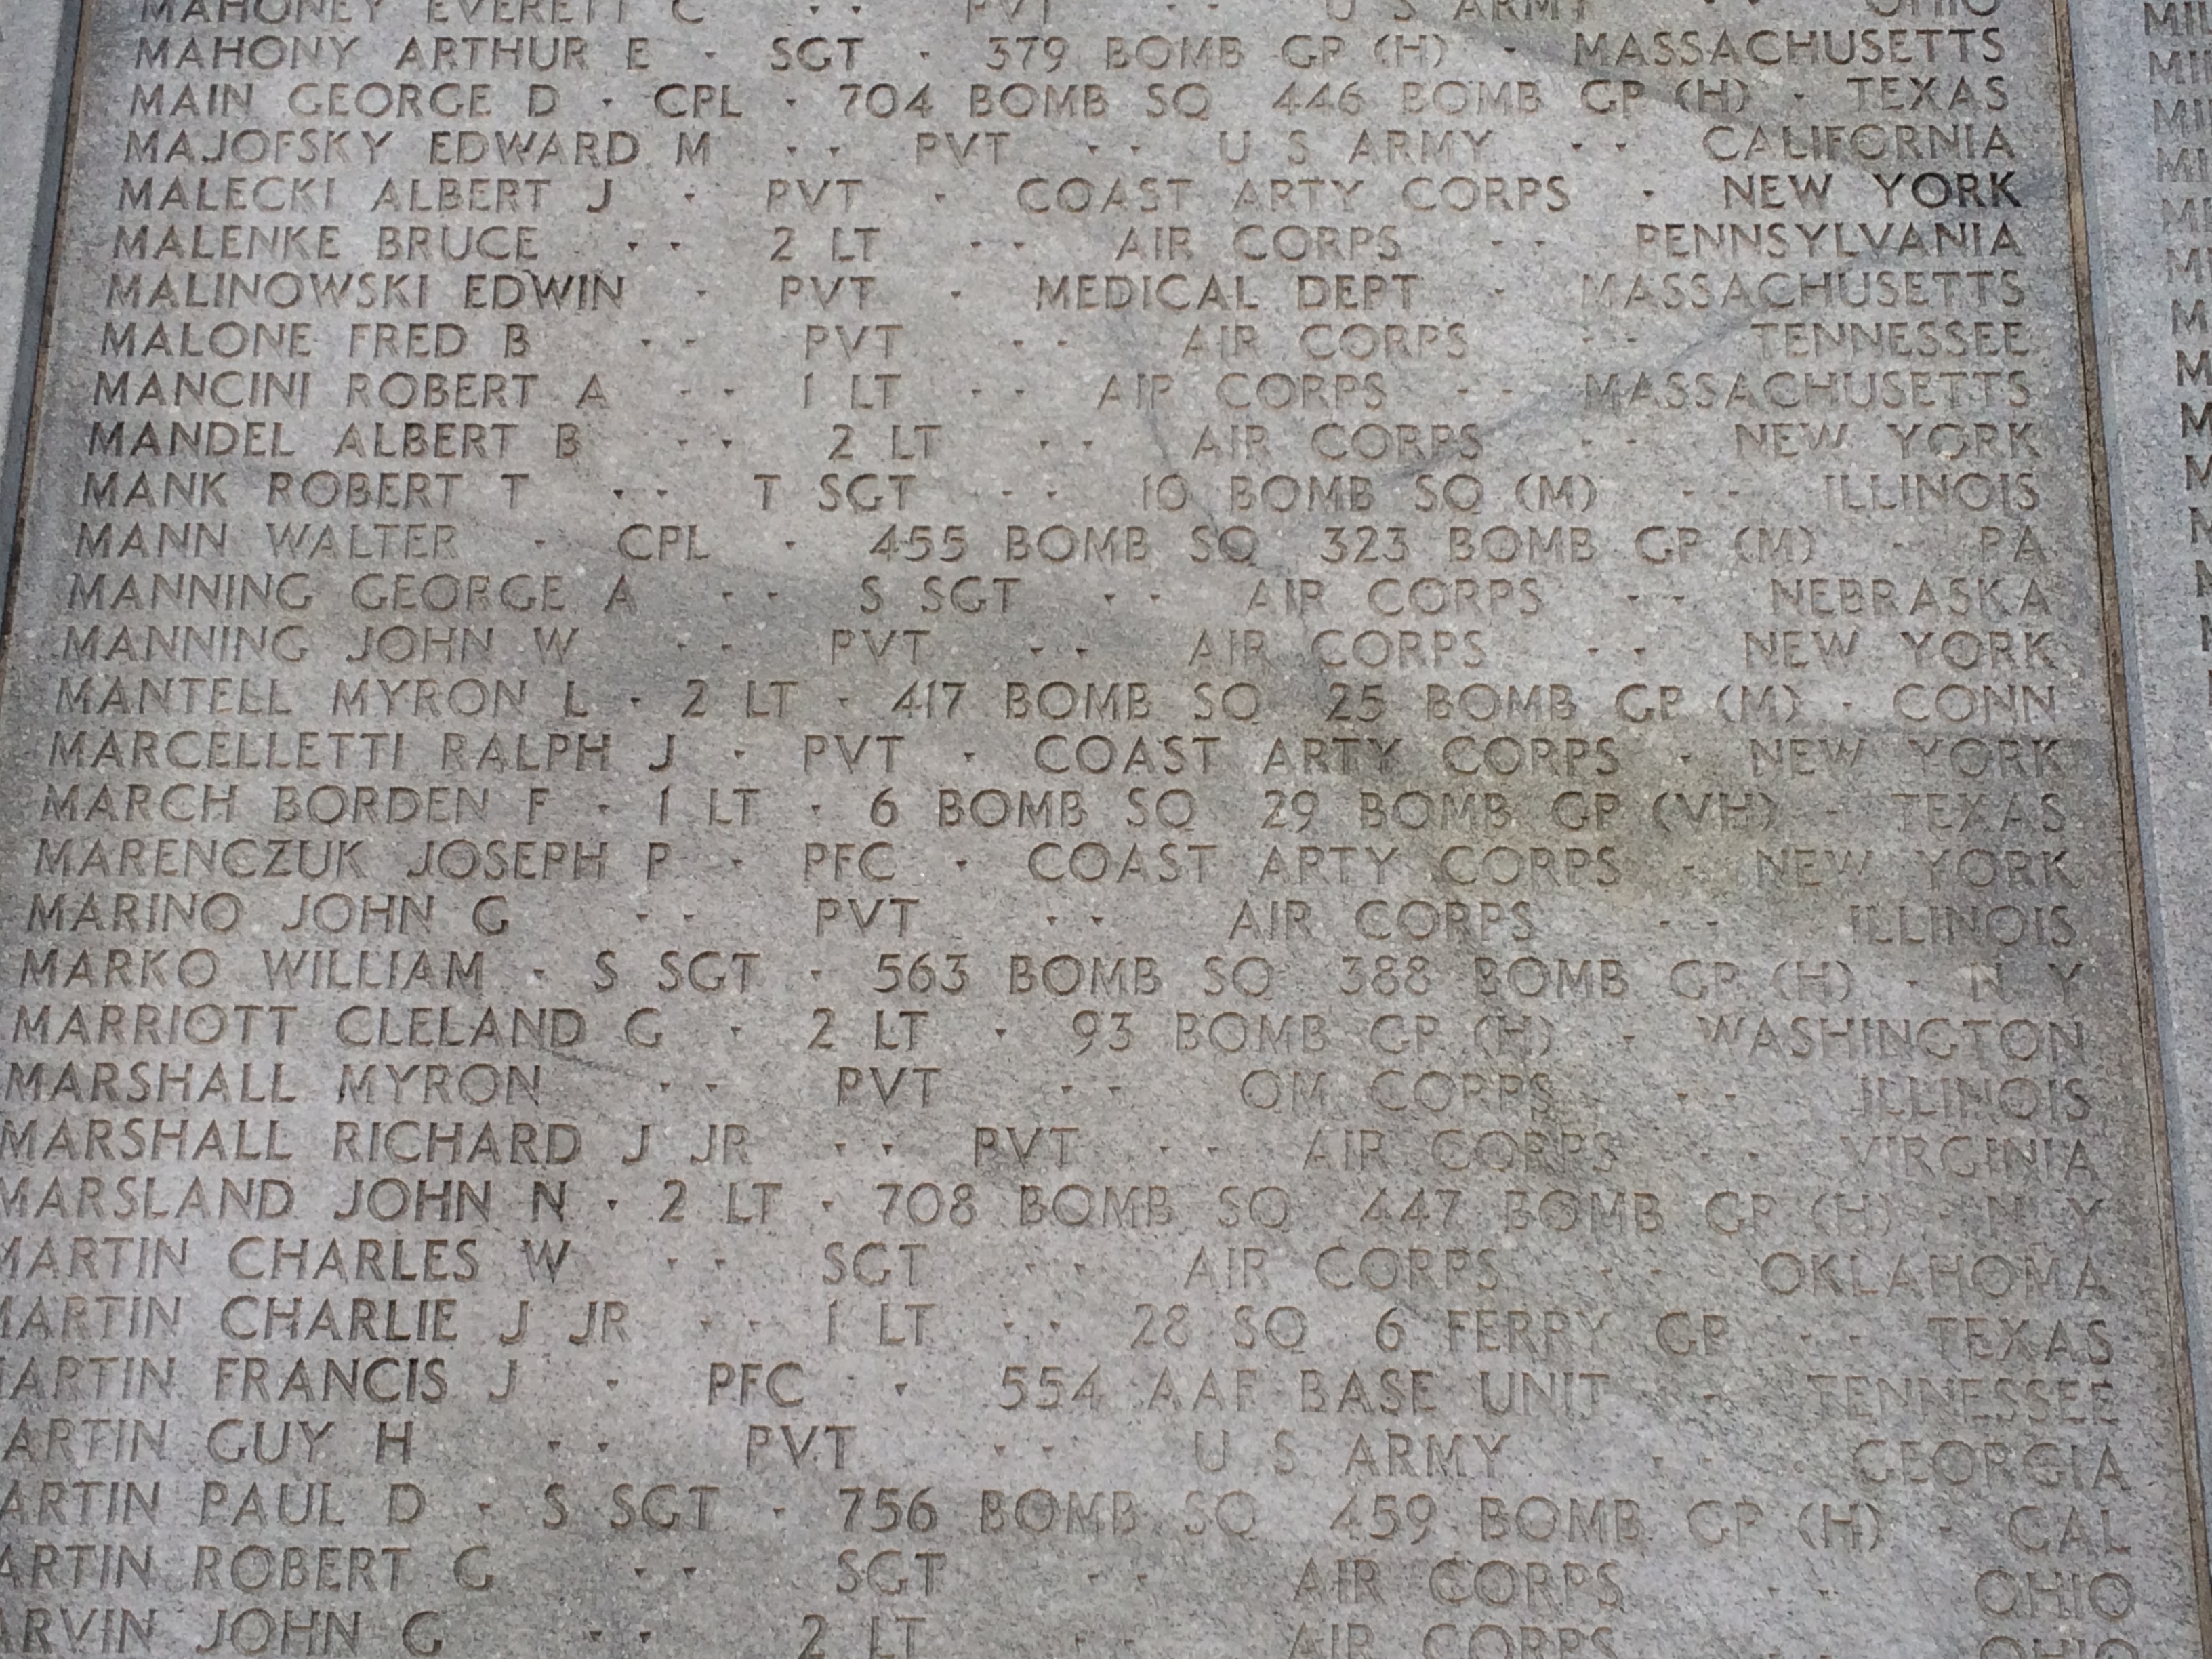 MAHONEY EVERETT C · · PVT · · U S ARMY · · OHIO
MAHONY ARTHUR E · SGT · 379 BOMB GP (H) · MASSACHUSETTS
MAIN GEORGE D · CPL · 704 BOMB SQ 446 BOMB GP (H) · TEXAS
MAJOFSKY EDWARD M · · PVT · · U S ARMY · · CALIFORNIA
MALECKI ALBERT J · PVT · COAST ARTY CORPS · NEW YORK
MALENKE BRUCE · · 2 LT · · AIR CORPS · · PENNSYLVANIA
MALINOWSKI EDWIN · PVT · MEDICAL DEPT · MASSACHUSETTS
MALONE FRED B · · PVT · · AIR CORPS · · TENNESSEE
MANCINI ROBERT A · · 1 LT · · AIR CORPS · · MASSACHUSETTS
MANDEL ALBERT B · · 2 LT · · AIR CORPS · · NEW YORK
MANK ROBERT T · · T SGT · · 10 BOMB SQ (M) · · ILLINOIS
MANN WALTER · CPL · 455 BOMB SQ 323 BOMB GP (M) · PA
MANNING GEORGE A · · S SGT · · AIR CORPS · · NEBRASKA
MANNING JOHN W · · PVT · · AIR CORPS · · NEW YORK
MANTELL MYRON L · 2 LT · 417 BOMB SQ 25 BOMB GP (M) · CONN
MARCELLETTI RALPH J · PVT · COAST ARTY CORPS · NEW YORK
MARCH BORDEN F · 1 LT · 6 BOMB SQ 29 BOMB GP (VH) · TEXAS
MARENCZUK JOSEPH P · PFC · COAST ARTY CORPS · NEW YORK
MARINO JOHN G · · PVT · · AIR CORPS · · ILLINOIS
MARKO WILLIAM · S SGT · 563 BOMB SQ 388 BOMB GP (H) · N Y
MARRIOTT CLELAND G · 2 LT · 93 BOMB GP (H) · WASHINGTON
MARSHALL MYRON · · PVT · · QM CORPS · · ILLINOIS
MARSHALL RICHARD J JR · · PVT · · AIR CORPS · · VIRGINIA
MARSLAND JOHN N · 2 LT · 708 BOMB SQ 447 BOMB GP (H) · N Y
MARTIN CHARLES W · · SGT · · AIR CORPS · · OKLAHOMA
MARTIN CHARLIE J JR · · 1 LT · · 28 SQ 6 FERRY GP · · TEXAS
MARTIN FRANCIS J · PFC · 554 AAF BASE UNIT · TENNESSEE
ARTIN GUY H · · PVT · · U S ARMY · · GEORGIA
ARTIN PAUL D · S SGT · 756 BOMB SQ 459 BOMB GP (H) · CAL
ARTIN ROBERT G · · SGT · · AIR CORPS · · OHIO
ARVIN JOHN G · · 2 LT · · AIR CORPS · · OHIO